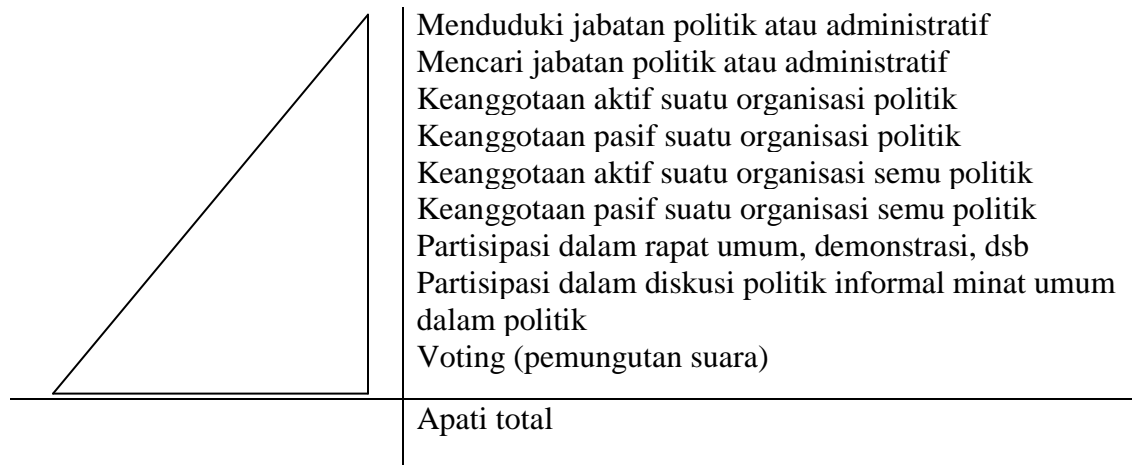 Menduduki jabatan politik atau administratif
Mencari jabatan politik atau administratif
Keanggotaan aktif suatu organisasi politik
Keanggotaan pasif suatu organisasi politik
Keanggotaan aktif suatu organisasi semu politik
Keanggotaan pasif suatu organisasi semu politik
Partisipasi dalam rapat umum, demonstrasi, dsb
Partisipasi dalam diskusi politik informal minat umum
dalam politik
Voting (pemungutan suara)
Apati total